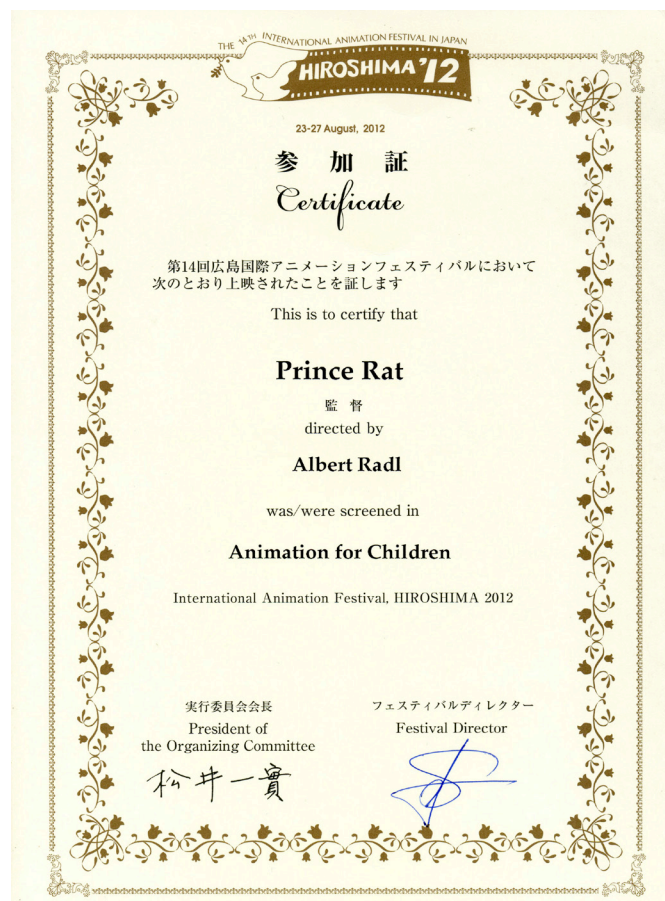 THE 14TH INTERNATIONAL ANIMATION FESTIVAL IN JAPAN
HIROSHIMA '12
23-27 August, 2012
参加証
Certificate
第14回広島国際アニメーションフェスティバルにおいて
次のとおり上映されたことを証します
This is to certify that
Prince Rat
監督
directed by
Albert Radl
was/were screened in
Animation for Children
International Animation Festival, HIROSHIMA 2012
実行委員会会長
President of
the Organizing Committee
松井一實
フェスティバルディレクター
Festival Director